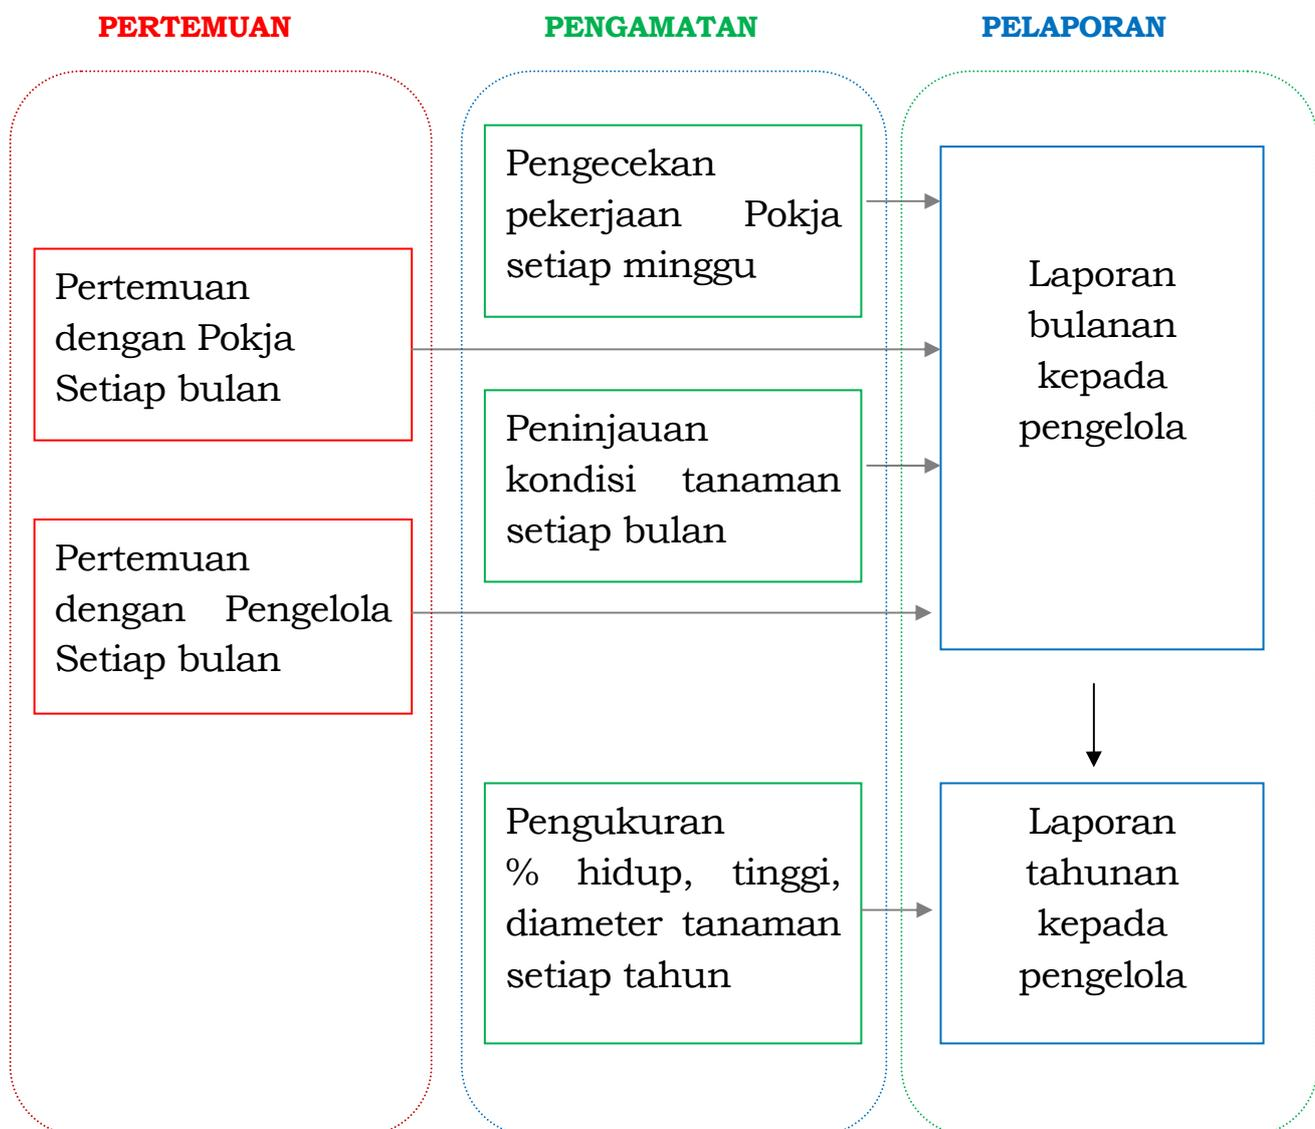 PERTEMUAN
PENGAMATAN
PELAPORAN
Pertemuan
dengan Pokja
Setiap bulan
Pertemuan
dengan Pengelola
Setiap bulan
Pengecekan
pekerjaan Pokja
setiap minggu
Peninjauan
kondisi tanaman
setiap bulan
Pengukuran
% hidup, tinggi,
diameter tanaman
setiap tahun
Laporan
bulanan
kepada
pengelola
Laporan
tahunan
kepada
pengelola